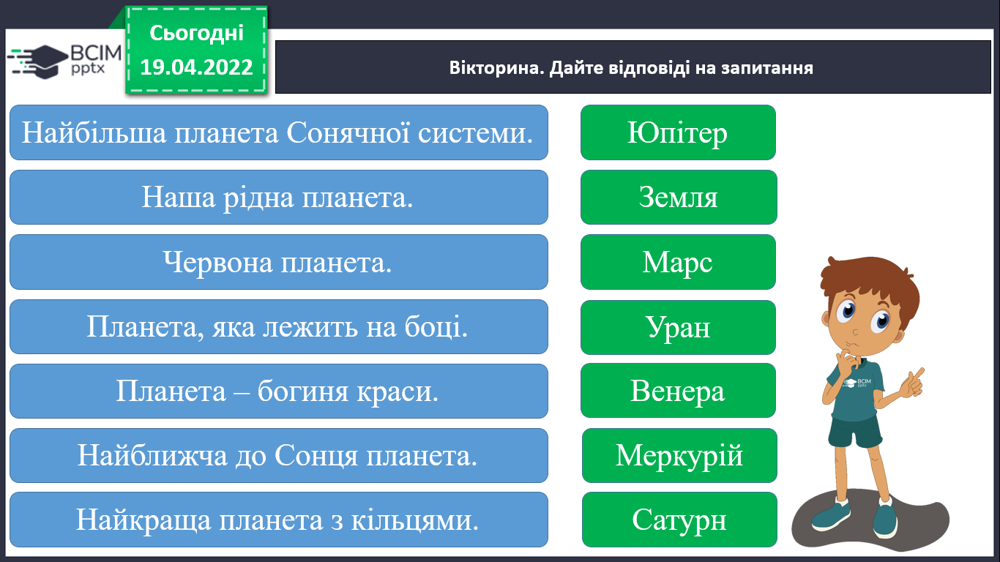 Сьогодні
19.04.2022
ВСІМ
pptx
Вікторина. Дайте відповіді на запитання
Найбільша планета Сонячної системи.
Юпітер
Наша рідна планета.
Земля
Червона планета.
Марс
Планета, яка лежить на боці.
Уран
Планета – богиня краси.
Венера
Найближча до Сонця планета.
Меркурій
Найкраща планета з кільцями.
Сатурн
ВСІМ
pptx